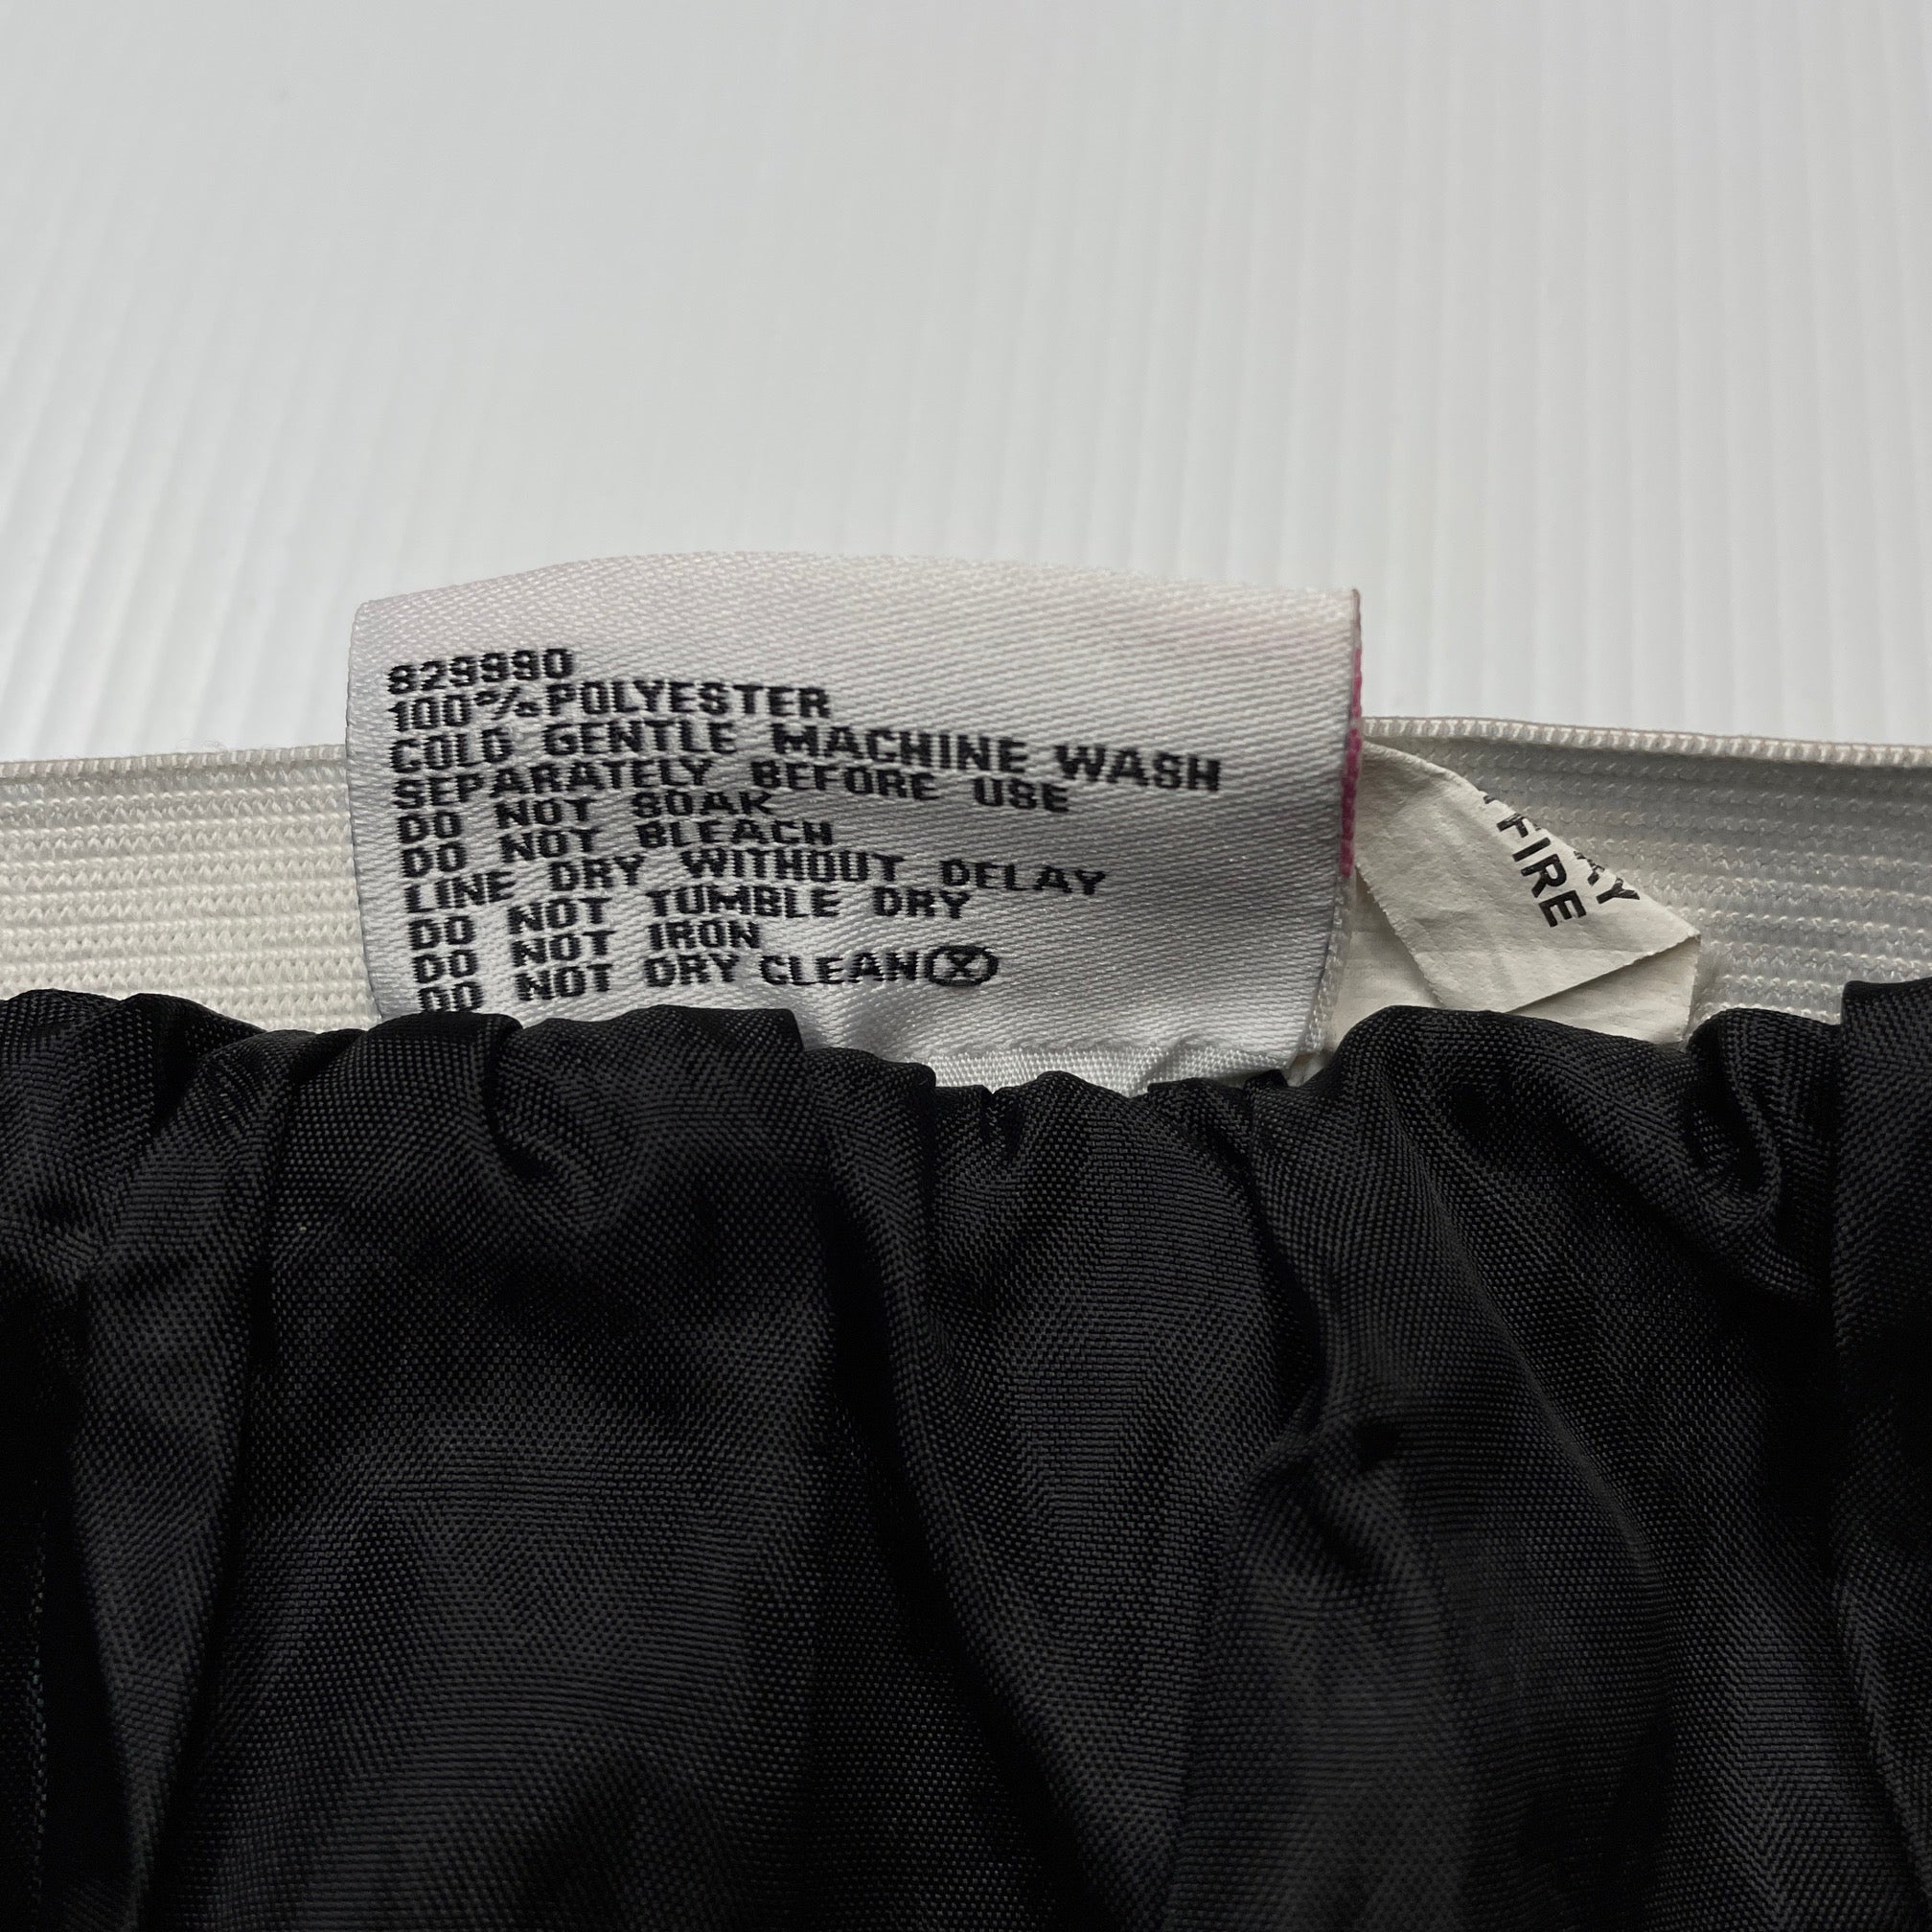 829990
100% POLYESTER
COLD GENTLE MACHINE WASH
SEPARATELY BEFORE USE
DO NOT SOAK
DO NOT BLEACH
LINE DRY WITHOUT DELAY
DO NOT TUMBLE DRY
DO NOT IRON
DO NOT DRY CLEAN
FIRE